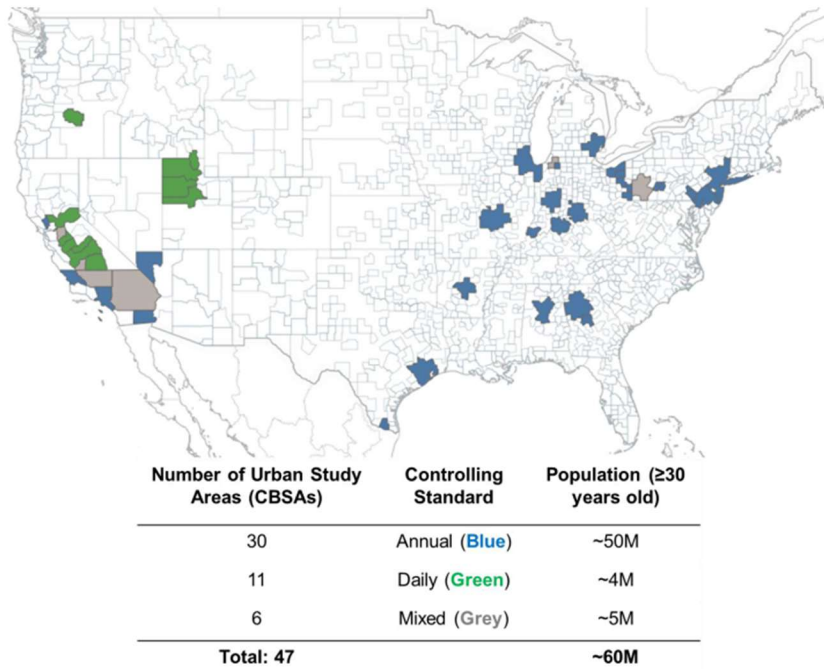 Number of Urban Study Controlling Population (≥30
Areas (CBSAs) Standard years old)
30 Annual (Blue) ~50M
11 Daily (Green) ~4M
6 Mixed (Grey) ~5M
Total: 47 ~60M